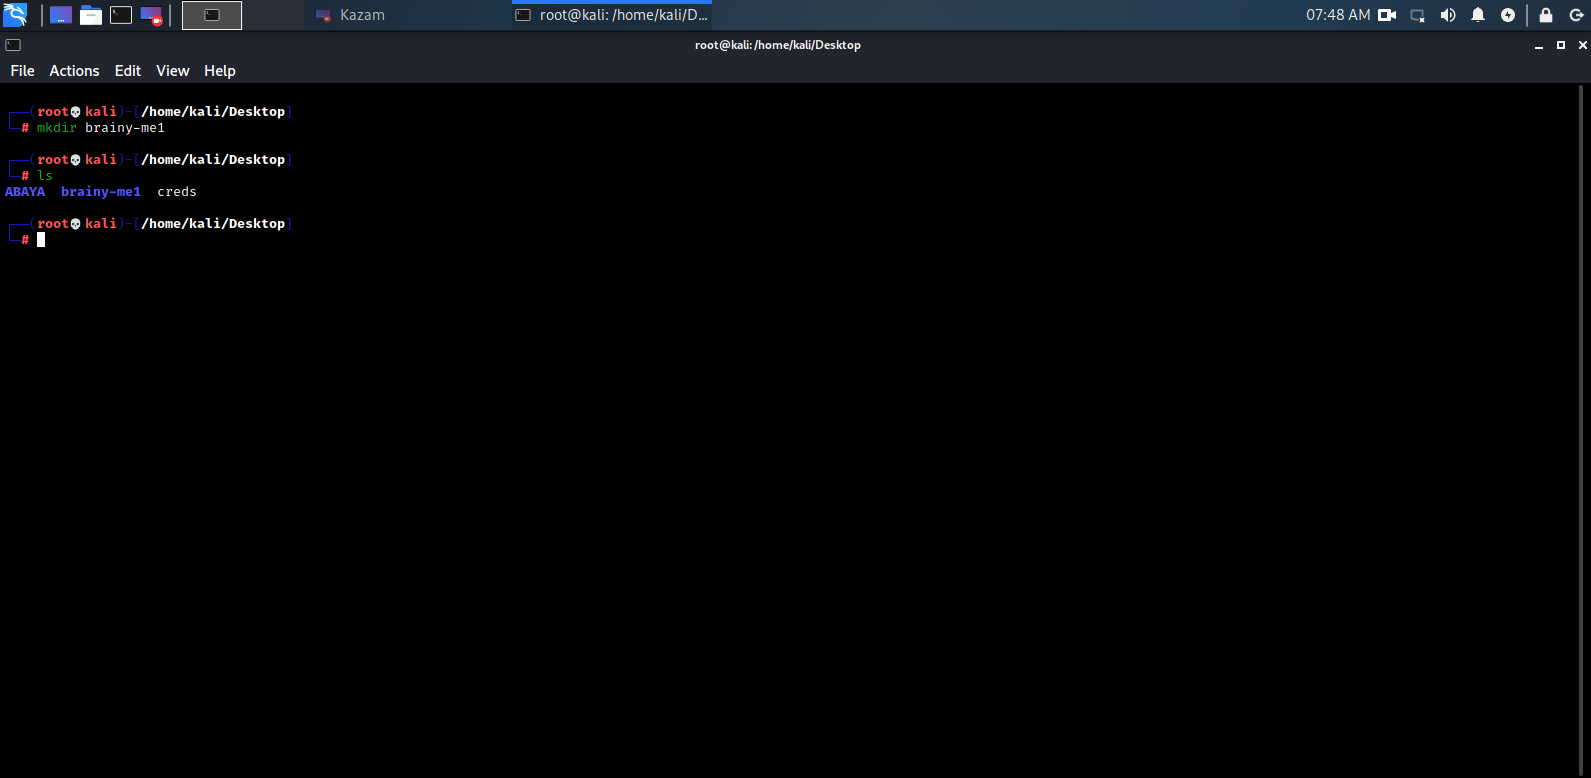 Kazam
root@kali: /home/kali/D...
07:48 AM
root@kali: /home/kali/Desktop
File Actions Edit View Help
┌──(root💀kali)-[/home/kali/Desktop]
└─# mkdir brainy-me1
┌──(root💀kali)-[/home/kali/Desktop]
└─# ls
ABAYA brainy-me1 creds
┌──(root💀kali)-[/home/kali/Desktop]
└─#